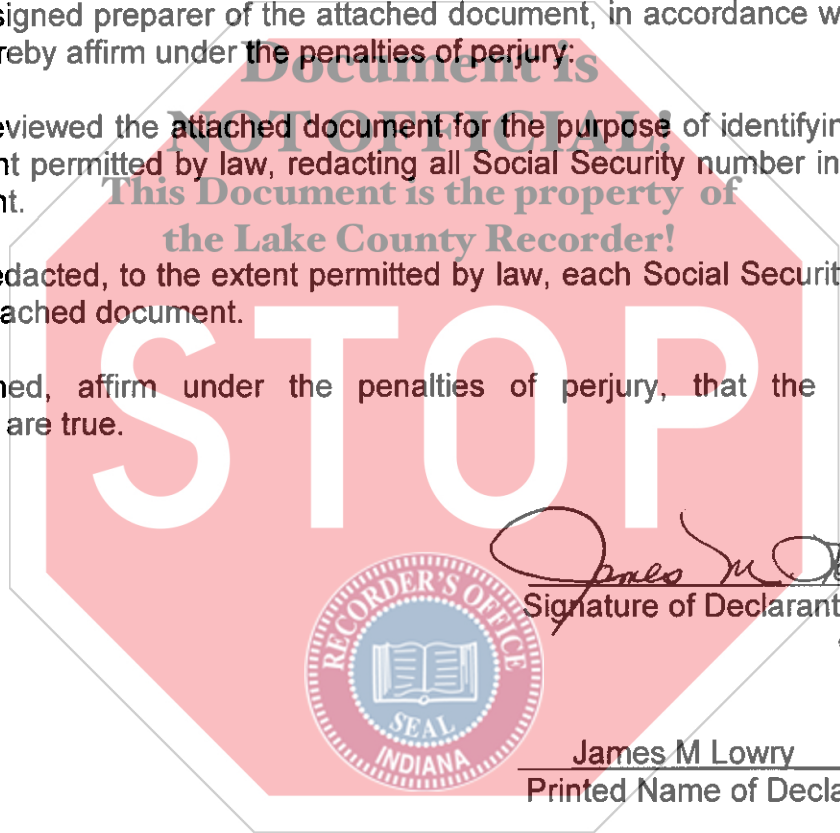 signed preparer of the attached document, in accordance w
reby affirm under the penalties of perjury:
Document is
eviewed the attached document for the purpose of identifyin
NOT OFFICIAL!
nt permitted by law, redacting all Social Security number in
This Document is the property of
nt.
the Lake County Recorder!
edacted, to the extent permitted by law, each Social Securit
ached document.
STOP
ned, affirm under the penalties of perjury, that the
are true.
James M
Signature of Declarant
RECORDER'S OFFICE
SEAL
INDIANA
James M Lowry
Printed Name of Decla